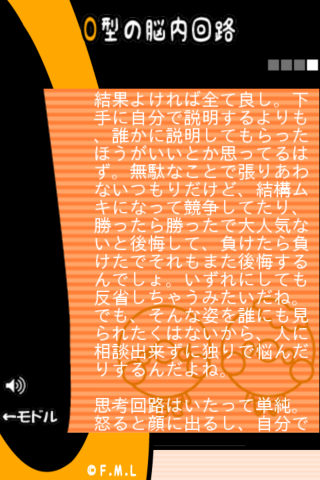 O型の脳内回路
結果よければ全て良し。下
手に自分で説明するよりも
、誰かに説明してもらった
ほうがいいとか思ってるは
ず。無駄なことで張りあわ
ないつもりだけど、結構ム
キになって競争してたり、
勝ったら勝ったで大人気な
いと後悔して、負けたら負
けたでそれもまた後悔する
んでしょ。いずれにしても
反省しちゃうみたいだね。
でも、そんな姿を誰にも見
られたくはないから、人に
相談出来ずに独りで悩んだ
りするんだよね。
思考回路はいたって単純。
怒ると顔に出るし、自分で
←モドル
©F.M.L